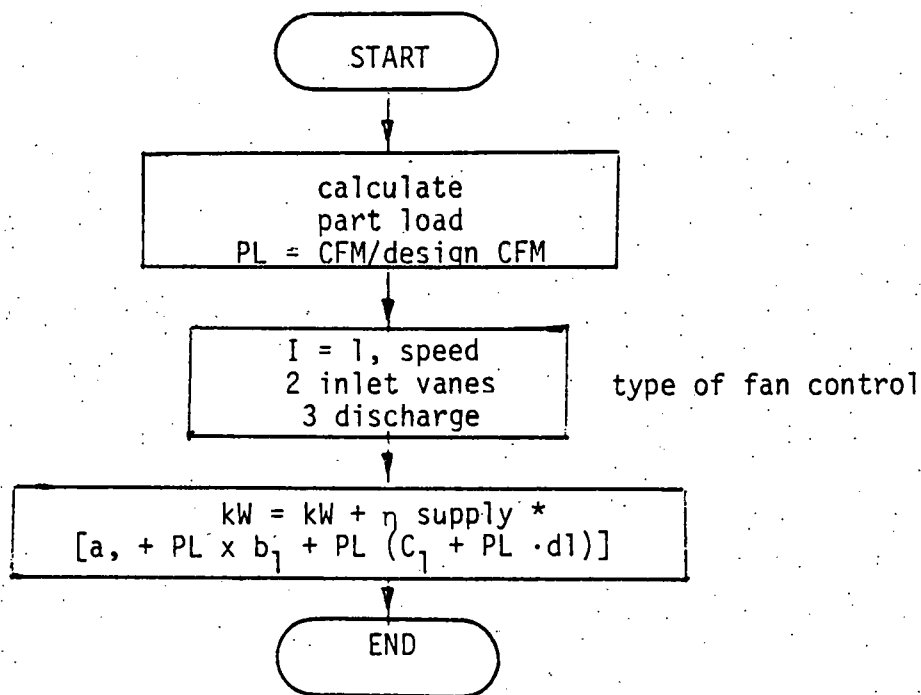 START
calculate
part load
PL = CFM/design CFM
I = 1, speed
2 inlet vanes
3 discharge
type of fan control
kW = kW + η supply *
[a, + PL x b₁ + PL (C₁ + PL ·d1)]
END